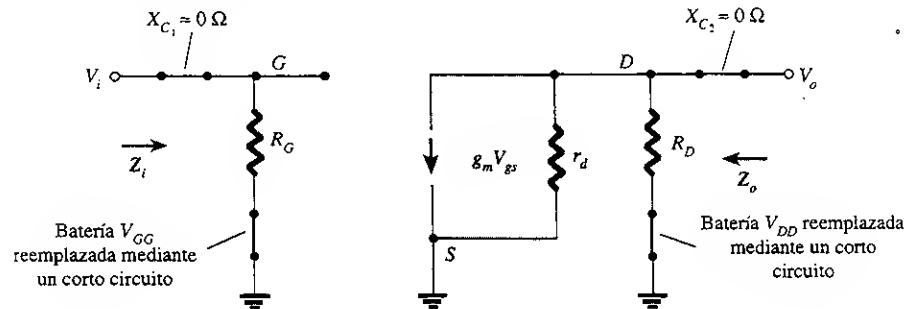 X_{C_1} ≈ 0 Ω
X_{C_2} ≈ 0 Ω
V_i
G
D
V_o
R_G
g_m V_{gs}
r_d
R_D
Z_i
Z_o
Batería V_{GG}
reemplazada mediante
un corto circuito
S
Batería V_{DD} reemplazada
mediante un corto
circuito